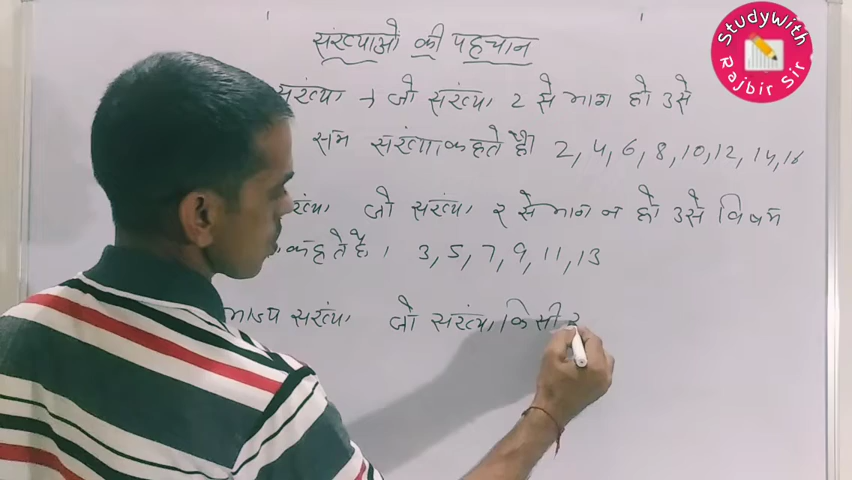 StudyWith
Rajbir Sir
संख्याओ की पहचान
संख्या → जो संख्या 2 से भाग हो उसे
सम संख्या कहते है। 2, 4, 6, 8, 10, 12, 14, 16
संख्या जो संख्या २ से भाग न हो उसे विषम
कहते है। 3, 5, 7, 9, 11, 13
भाज्य संख्या जो संख्या किसी